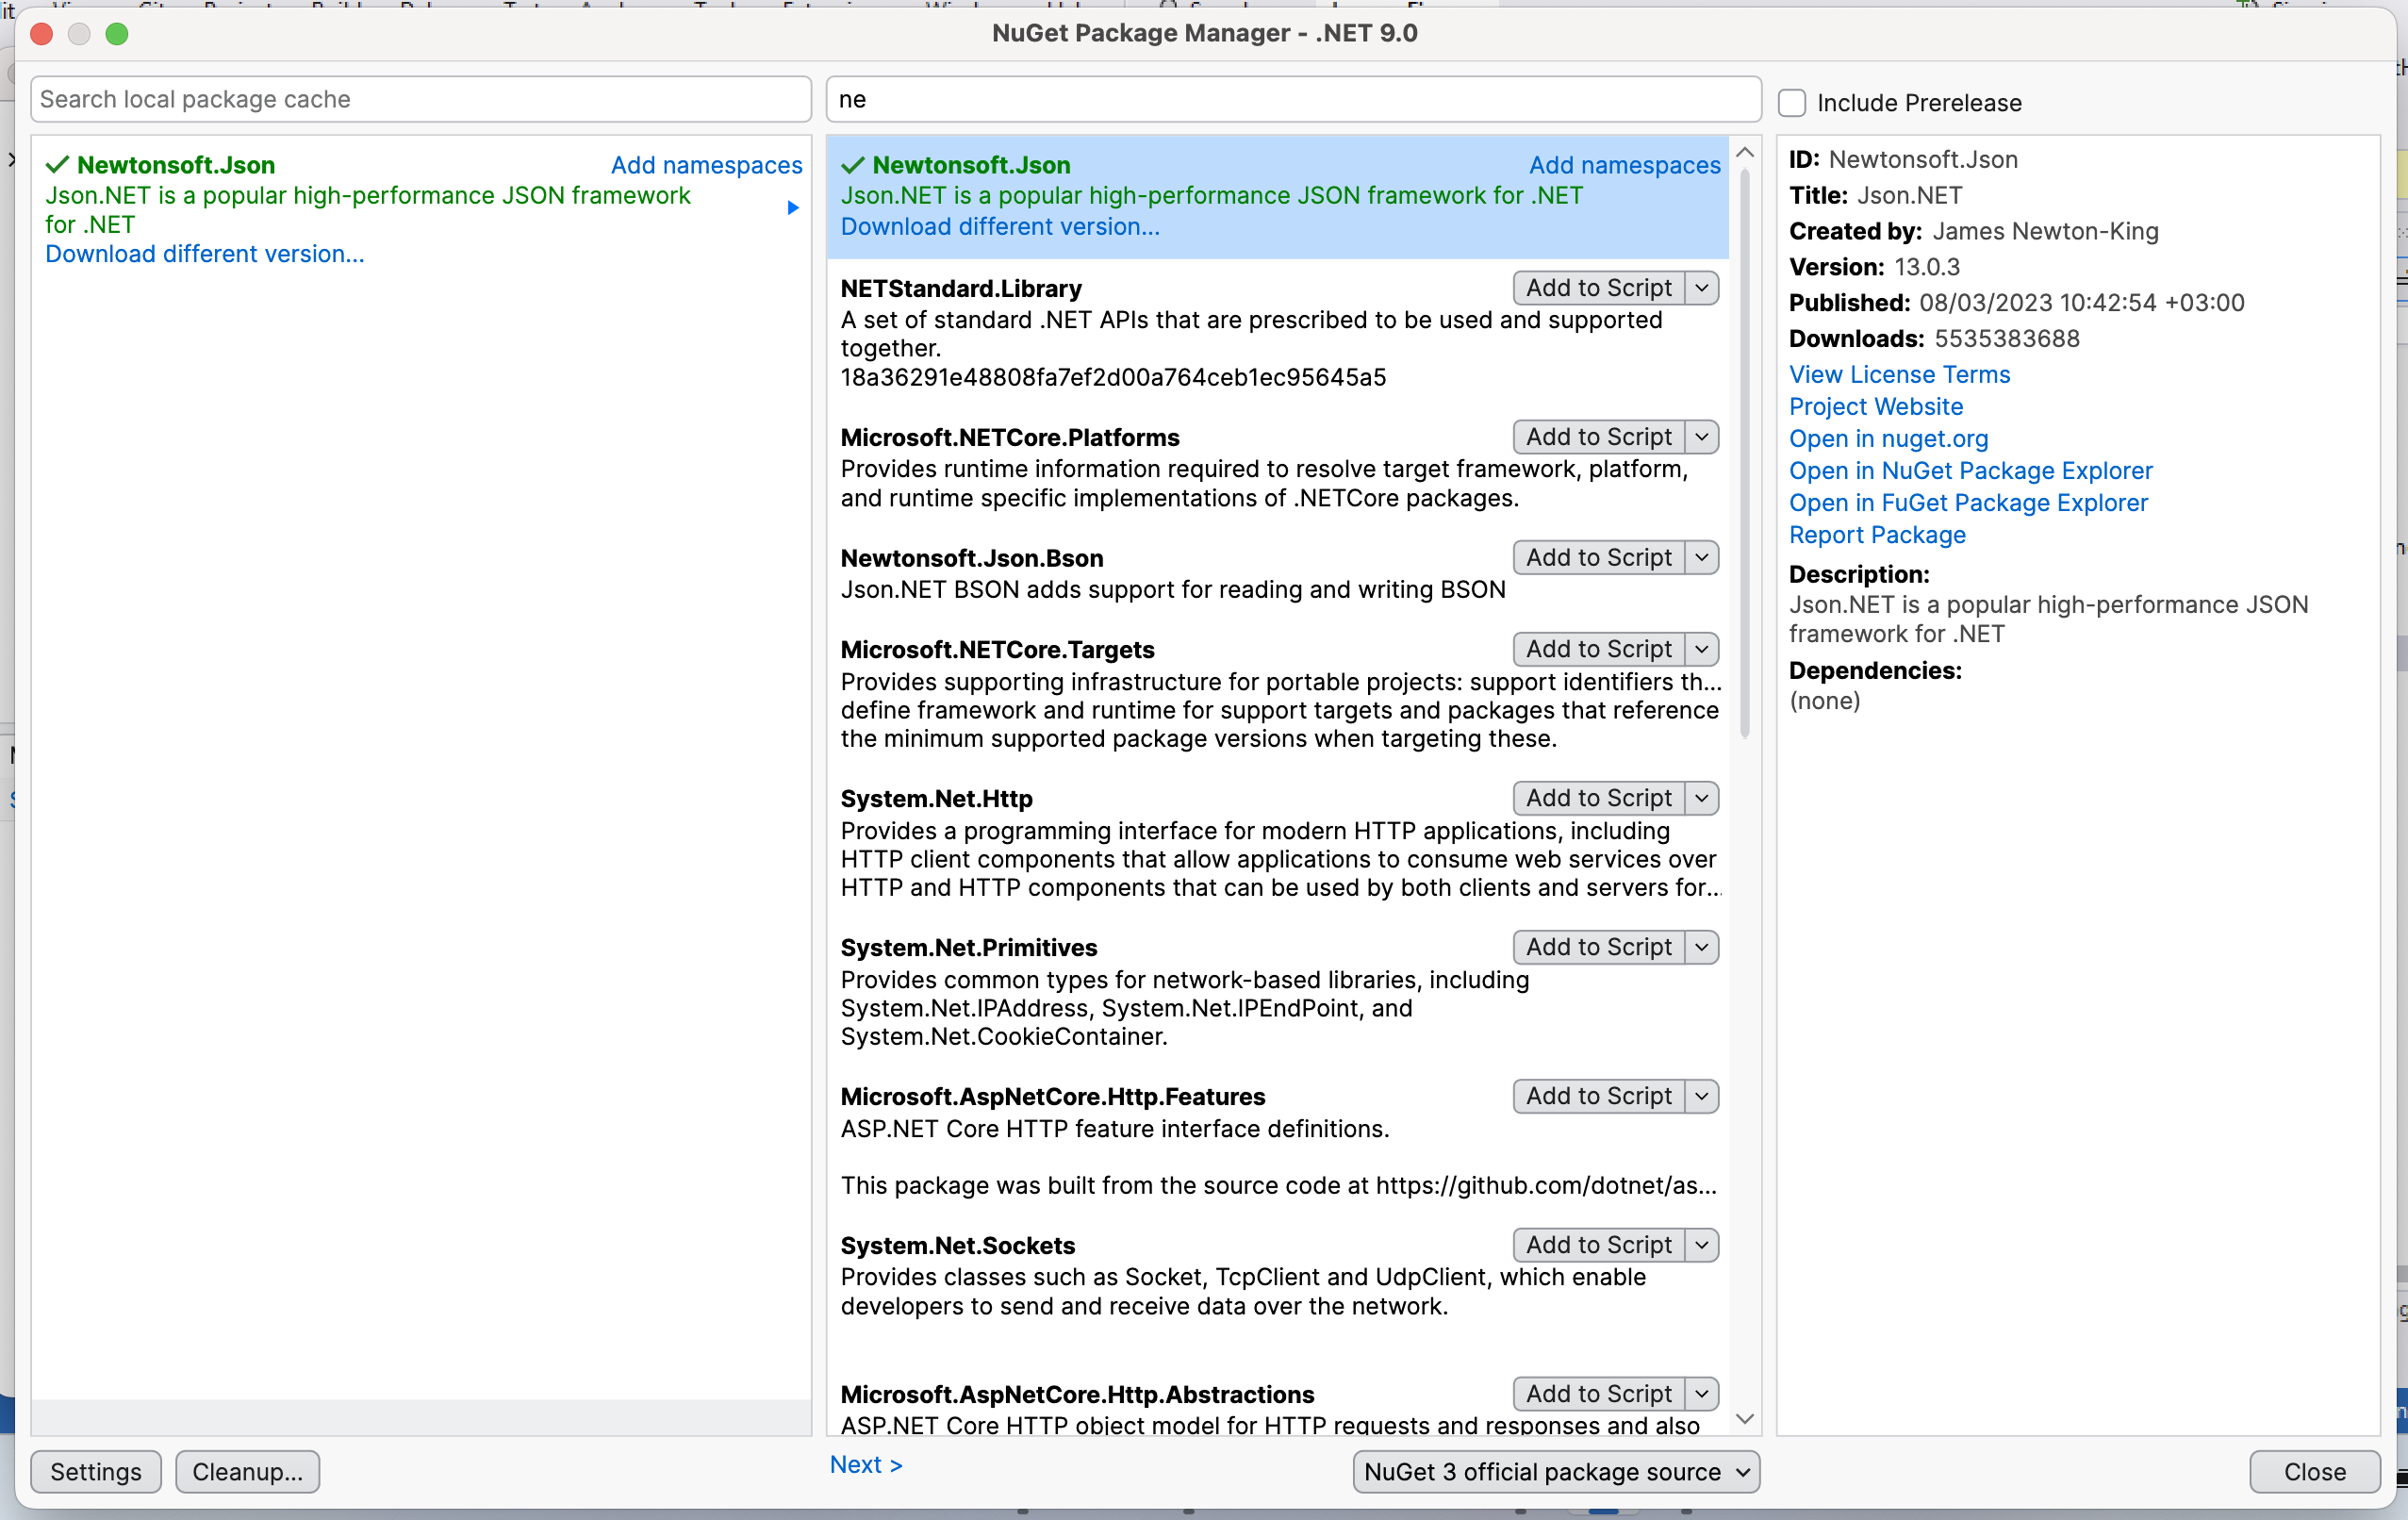 NuGet Package Manager - .NET 9.0
Search local package cache
ne
Include Prerelease
Newtonsoft.Json
Add namespaces
Json.NET is a popular high-performance JSON framework
for .NET
Download different version...
Newtonsoft.Json
Add namespaces
Json.NET is a popular high-performance JSON framework for .NET
Download different version...
NETStandard.Library
Add to Script
A set of standard .NET APIs that are prescribed to be used and supported
together.
18a36291e48808fa7ef2d00a764ceb1ec95645a5
Microsoft.NETCore.Platforms
Add to Script
Provides runtime information required to resolve target framework, platform,
and runtime specific implementations of .NETCore packages.
Newtonsoft.Json.Bson
Add to Script
Json.NET BSON adds support for reading and writing BSON
Microsoft.NETCore.Targets
Add to Script
Provides supporting infrastructure for portable projects: support identifiers th...
define framework and runtime for support targets and packages that reference
the minimum supported package versions when targeting these.
System.Net.Http
Add to Script
Provides a programming interface for modern HTTP applications, including
HTTP client components that allow applications to consume web services over
HTTP and HTTP components that can be used by both clients and servers for...
System.Net.Primitives
Add to Script
Provides common types for network-based libraries, including
System.Net.IPAddress, System.Net.IPEndPoint, and
System.Net.CookieContainer.
Microsoft.AspNetCore.Http.Features
Add to Script
ASP.NET Core HTTP feature interface definitions.
This package was built from the source code at https://github.com/dotnet/as...
System.Net.Sockets
Add to Script
Provides classes such as Socket, TcpClient and UdpClient, which enable
developers to send and receive data over the network.
Microsoft.AspNetCore.Http.Abstractions
Add to Script
ASP.NET Core HTTP object model for HTTP requests and responses and also
ID: Newtonsoft.Json
Title: Json.NET
Created by: James Newton-King
Version: 13.0.3
Published: 08/03/2023 10:42:54 +03:00
Downloads: 5535383688
View License Terms
Project Website
Open in nuget.org
Open in NuGet Package Explorer
Open in FuGet Package Explorer
Report Package
Description:
Json.NET is a popular high-performance JSON
framework for .NET
Dependencies:
(none)
Settings
Cleanup...
Next >
NuGet 3 official package source
Close